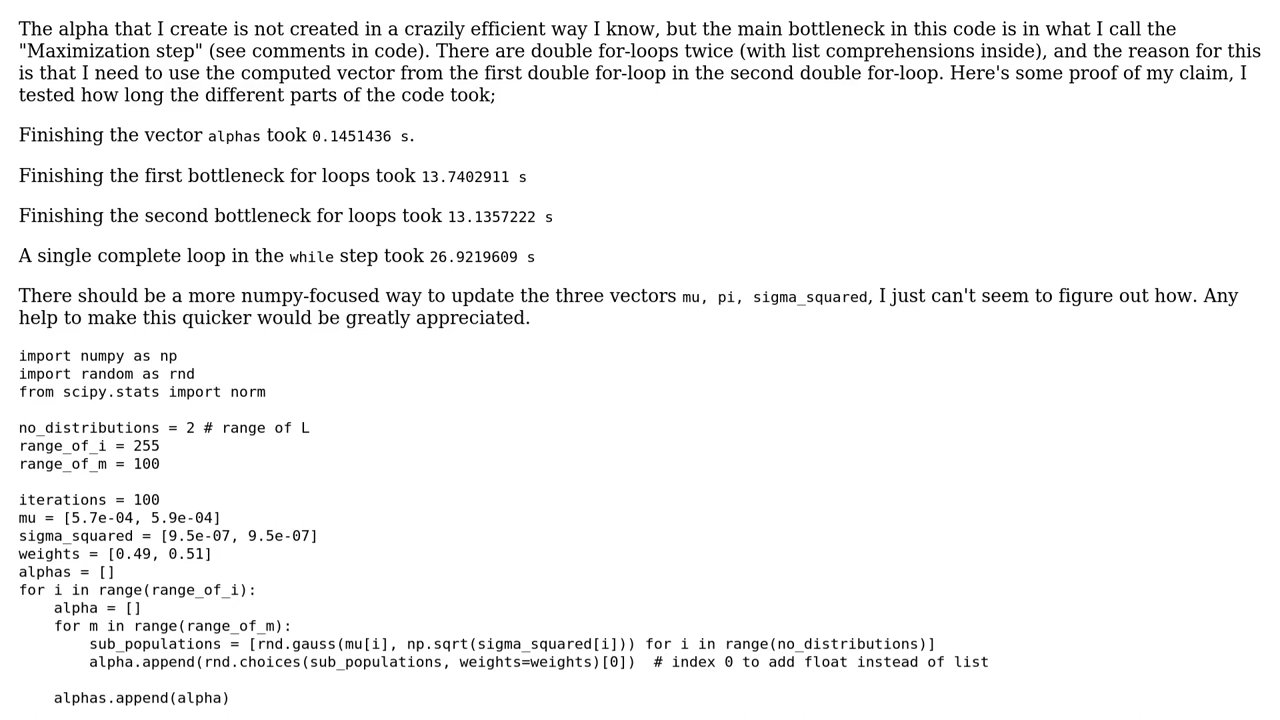 The alpha that I create is not created in a crazily efficient way I know, but the main bottleneck in this code is in what I call the
"Maximization step" (see comments in code). There are double for-loops twice (with list comprehensions inside), and the reason for this
is that I need to use the computed vector from the first double for-loop in the second double for-loop. Here's some proof of my claim, I
tested how long the different parts of the code took;
Finishing the vector alphas took 0.1451436 s.
Finishing the first bottleneck for loops took 13.7402911 s
Finishing the second bottleneck for loops took 13.1357222 s
A single complete loop in the while step took 26.9219609 s
There should be a more numpy-focused way to update the three vectors mu, pi, sigma_squared, I just can't seem to figure out how. Any
help to make this quicker would be greatly appreciated.
import numpy as np
import random as rnd
from scipy.stats import norm
no_distributions = 2 # range of L
range_of_i = 255
range_of_m = 100
iterations = 100
mu = [5.7e-04, 5.9e-04]
sigma_squared = [9.5e-07, 9.5e-07]
weights = [0.49, 0.51]
alphas = []
for i in range(range_of_i):
    alpha = []
    for m in range(range_of_m):
        sub_populations = [rnd.gauss(mu[i], np.sqrt(sigma_squared[i])) for i in range(no_distributions)]
        alpha.append(rnd.choices(sub_populations, weights=weights)[0])  # index 0 to add float instead of list
    alphas.append(alpha)